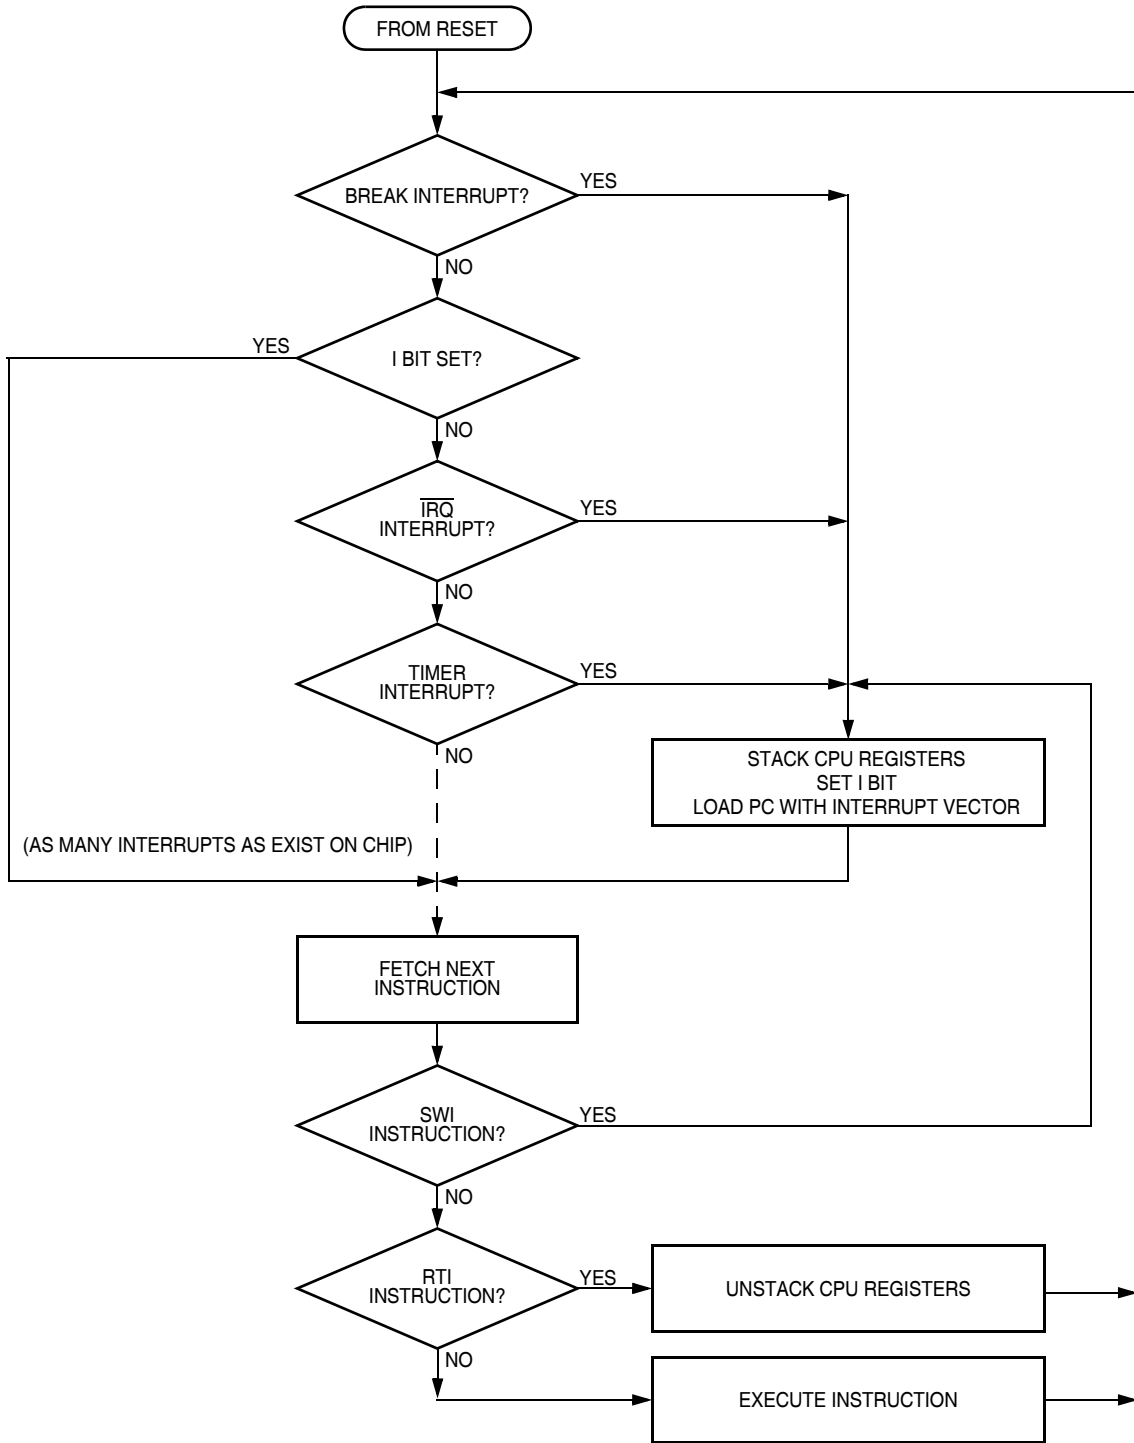 FROM RESET
BREAK INTERRUPT?
YES
NO
YES
I BIT SET?
NO
IRQ
INTERRUPT?
YES
NO
TIMER
INTERRUPT?
YES
NO
STACK CPU REGISTERS
SET I BIT
LOAD PC WITH INTERRUPT VECTOR
(AS MANY INTERRUPTS AS EXIST ON CHIP)
FETCH NEXT
INSTRUCTION
SWI
INSTRUCTION?
YES
NO
RTI
INSTRUCTION?
YES
UNSTACK CPU REGISTERS
NO
EXECUTE INSTRUCTION